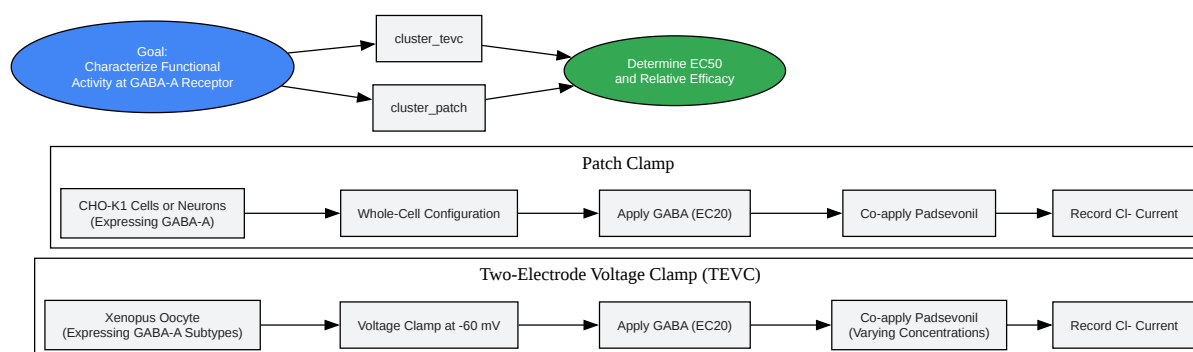 Goal:
Characterize Functional
Activity at GABA-A Receptor
cluster_tevc
cluster_patch
Determine EC50
and Relative Efficacy
Patch Clamp
CHO-K1 Cells or Neurons
(Expressing GABA-A)
Whole-Cell Configuration
Apply GABA (EC20)
Co-apply Padsevonil
Record Cl- Current
Two-Electrode Voltage Clamp (TEVC)
Xenopus Oocyte
(Expressing GABA-A Subtypes)
Voltage Clamp at -60 mV
Apply GABA (EC20)
Co-apply Padsevonil
(Varying Concentrations)
Record Cl- Current